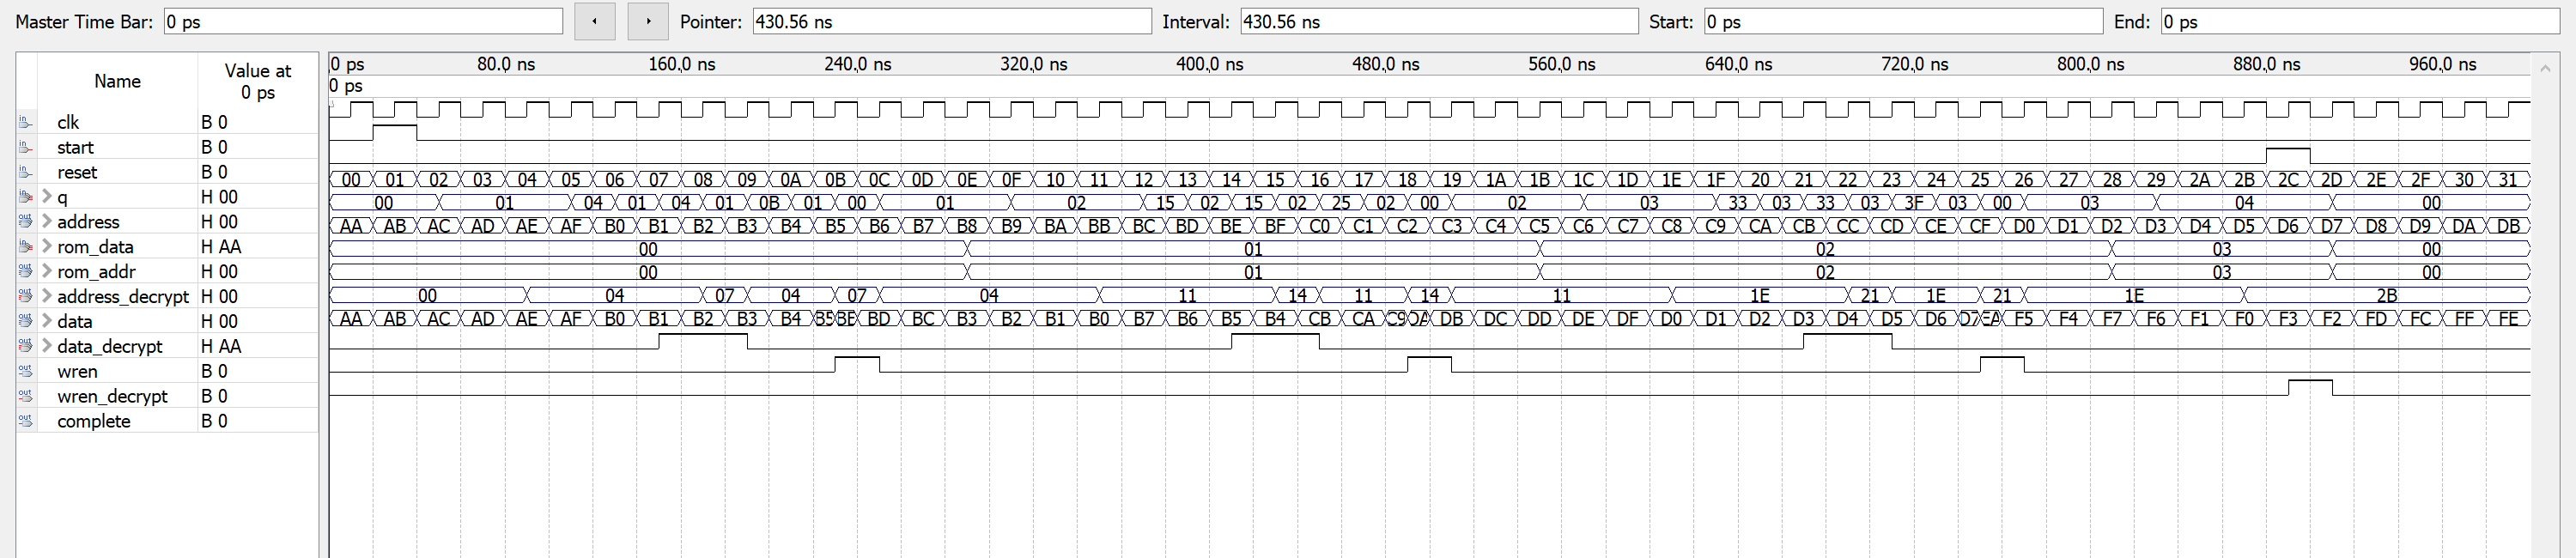 Master Time Bar: 0 ps Pointer: 430.56 ns Interval: 430.56 ns Start: 0 ps End: 0 ps
Name Value at 0 ps 0 ps 80.0 ns 160.0 ns 240.0 ns 320.0 ns 400.0 ns 480.0 ns 560.0 ns 640.0 ns 720.0 ns 800.0 ns 880.0 ns 960.0 ns
0 ps
clk B 0
start B 0
reset B 0
00 01 02 03 04 05 06 07 08 09 0A 0B 0C 0D 0E 0F 10 11 12 13 14 15 16 17 18 19 1A 1B 1C 1D 1E 1F 20 21 22 23 24 25 26 27 28 29 2A 2B 2C 2D 2E 2F 30 31
q H 00
00 01 04 01 04 01 0B 01 00 01 02 15 02 15 02 25 02 00 02 03 33 03 33 03 3F 03 00 03 04 00
address H 00
AA AB AC AD AE AF B0 B1 B2 B3 B4 B5 B6 B7 B8 B9 BA BB BC BD BE BF C0 C1 C2 C3 C4 C5 C6 C7 C8 C9 CA CB CC CD CE CF D0 D1 D2 D3 D4 D5 D6 D7 D8 D9 DA DB
rom_data H AA
00 01 02 03 00
rom_addr H 00
00 01 02 03 00
address_decrypt H 00
00 04 07 04 07 04 11 14 11 14 11 1E 21 1E 21 1E 2B
data H 00
AA AB AC AD AE AF B0 B1 B2 B3 B4 B5 BE BD BC B3 B2 B1 B0 B7 B6 B5 B4 CB CA C9 DA DB DC DD DE DF D0 D1 D2 D3 D4 D5 D6 D7 EA F5 F4 F7 F6 F1 F0 F3 F2 FD FC FF FE
data_decrypt H AA
wren B 0
wren_decrypt B 0
complete B 0